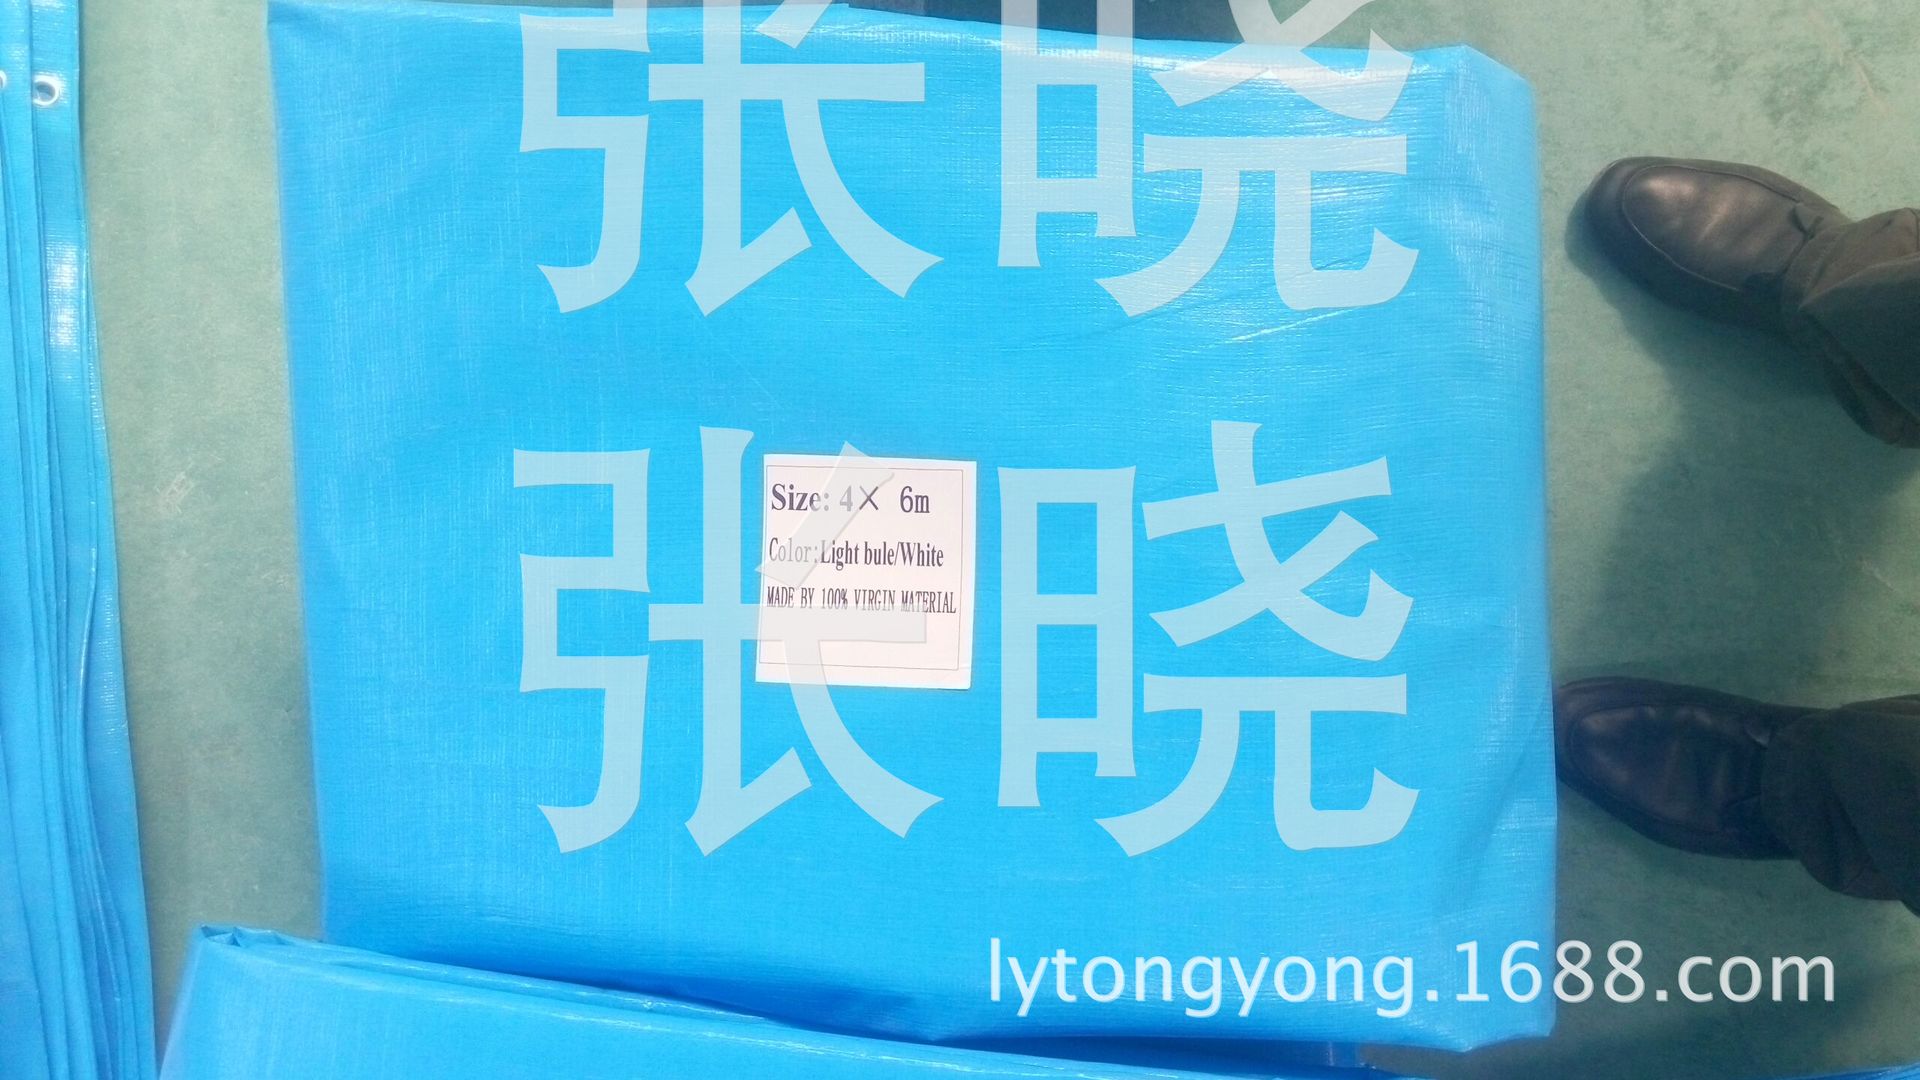 张晓
张晓
Size: 4× 6m
Color:Light bule/White
MADE BY 100% VIRGIN MATERIAL
lytongyong.1688.com